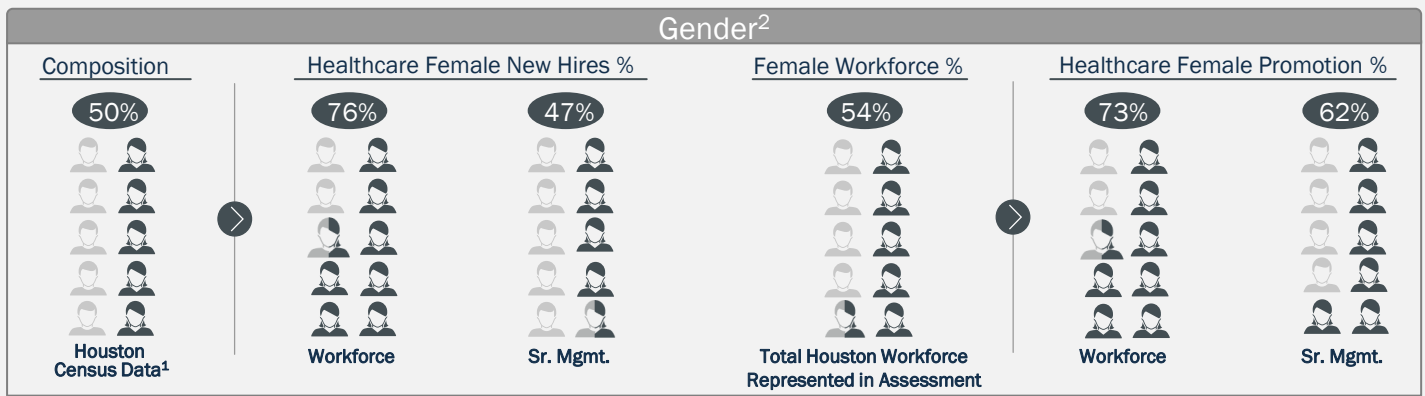 Gender²
Composition
Healthcare Female New Hires %
Female Workforce %
Healthcare Female Promotion %
50%
76%
47%
54%
73%
62%
Houston
Census Data¹
Workforce
Sr. Mgmt.
Total Houston Workforce
Represented in Assessment
Workforce
Sr. Mgmt.